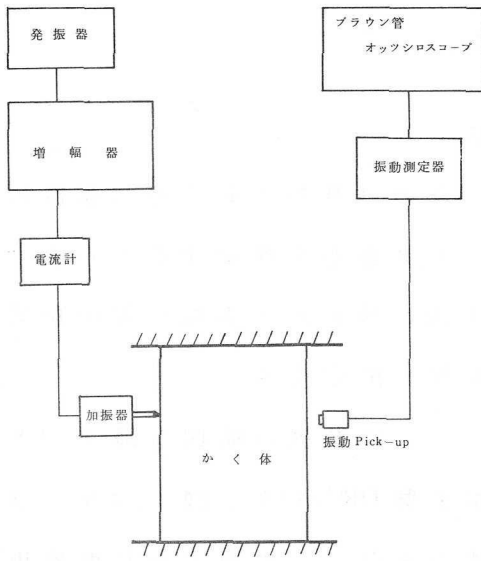 発振器
増幅器
電流計
加振器
かく体
ブラウン管
オッツシロスコープ
振動測定器
振動 Pick-up